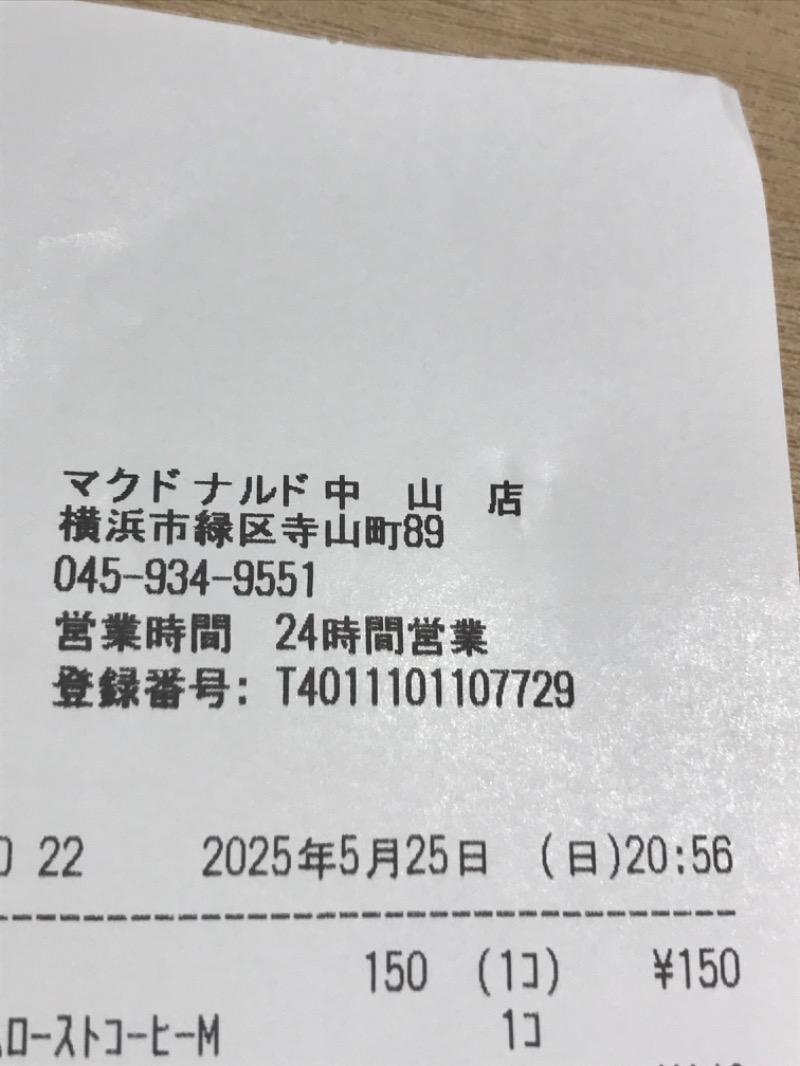 マクドナルド中 山 店
横浜市緑区寺山町89
045-934-9551
営業時間 24時間営業
登録番号: T4011101107729
22 2025年5月25日 (日)20:56
150 (1コ) ¥150
ローストコーヒーM 1コ